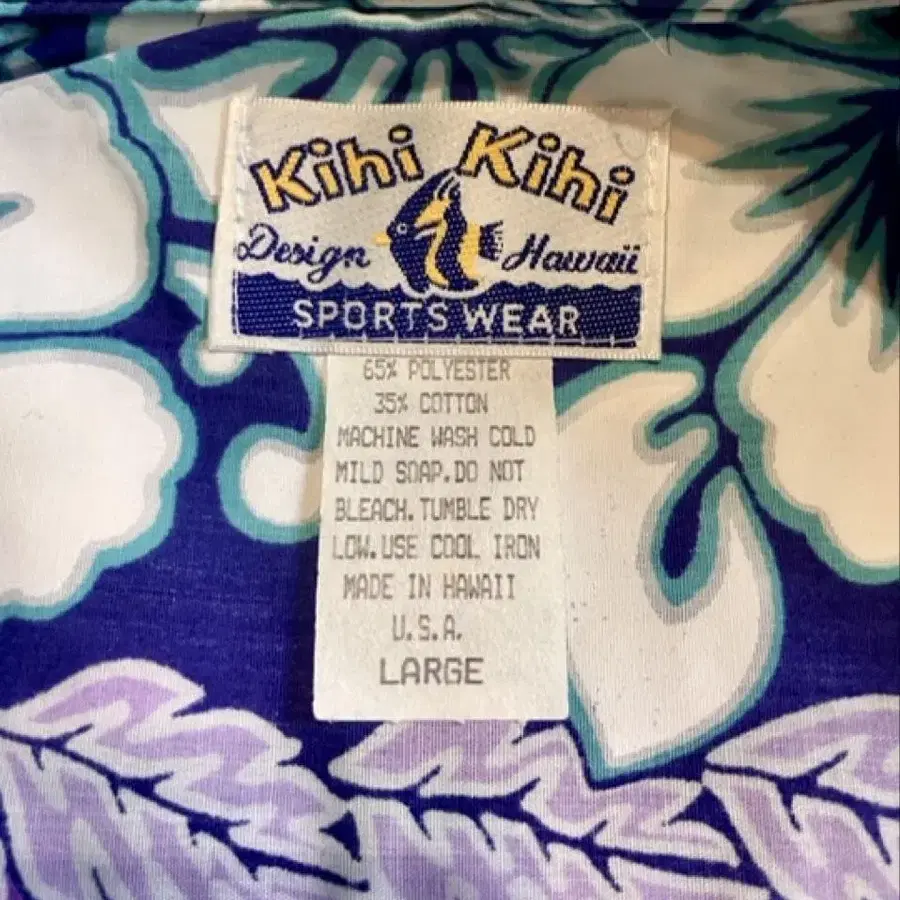 Kihi Kihi
Design Hawaii
SPORTS WEAR
65% POLYESTER
35% COTTON
MACHINE WASH COLD
MILD SOAP.DO NOT
BLEACH.TUMBLE DRY
LOW.USE COOL IRON
MADE IN HAWAII
U.S.A.
LARGE